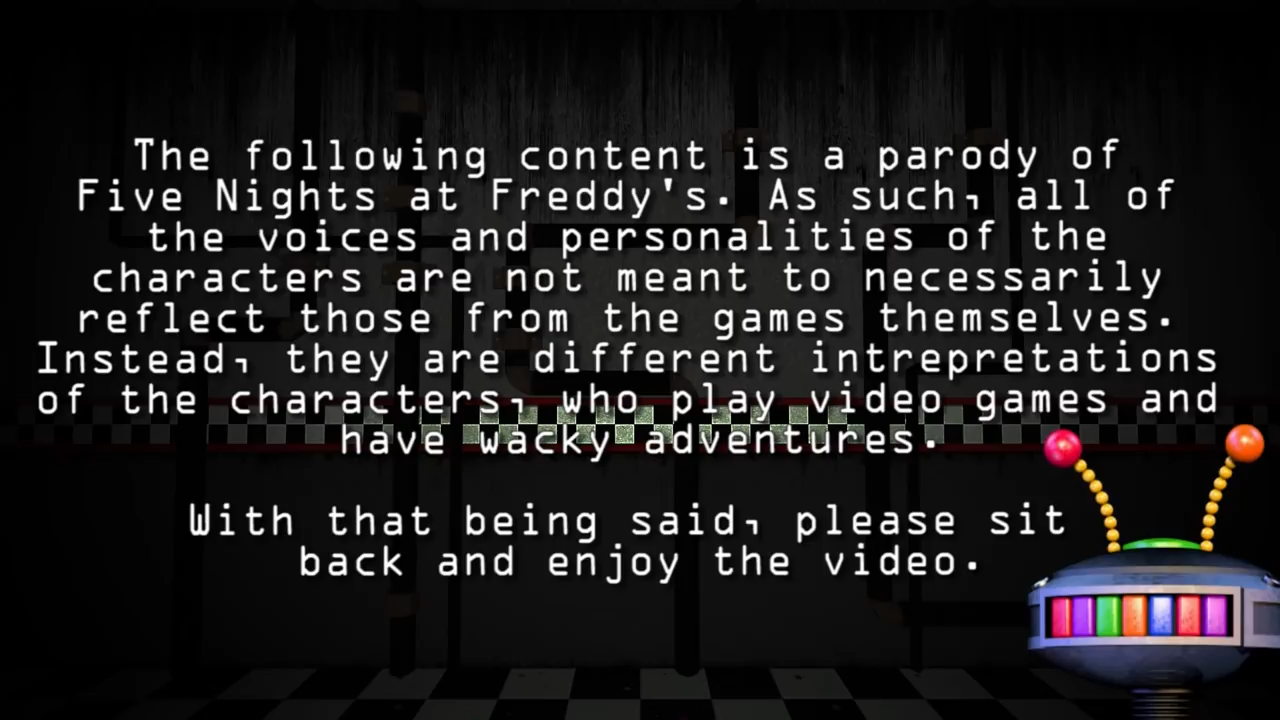 The following content is a parody of
Five Nights at Freddy's. As such, all of
the voices and personalities of the
characters are not meant to necessarily
reflect those from the games themselves.
Instead, they are different intrepretations
of the characters, who play video games and
have wacky adventures.
With that being said, please sit
back and enjoy the video.